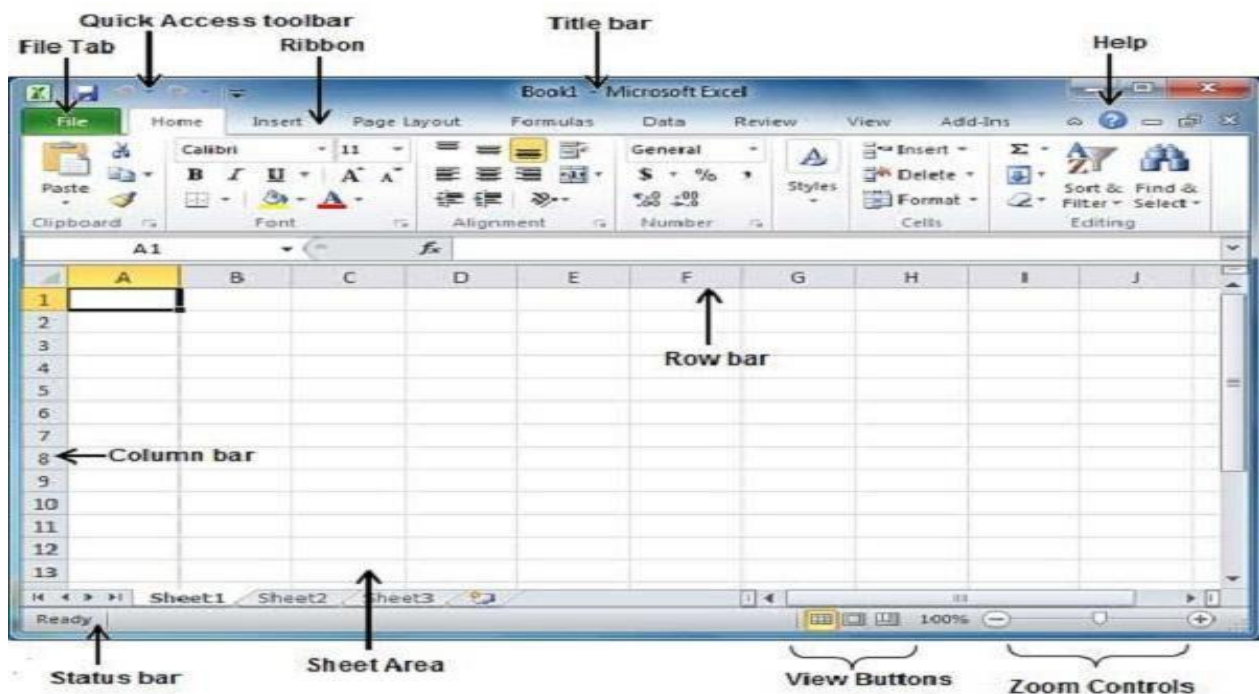 Quick Access toolbar
Title bar
File Tab
Ribbon
Help
Book1 - Microsoft Excel
File Home Insert Page Layout Formulas Data Review View Add-Ins
Calibri 11 General Insert Σ
B I U A A $ % , Delete
Paste Styles Sort & Find &
A .00 .00 Format Filter Select
Clipboard Font Alignment Number Cells Editing
A1 fx
A B C D E F G H I J
1
2
3
Row bar
4
5
6
7
8 Column bar
9
10
11
12
13
Sheet1 Sheet2 Sheet3
Ready 100%
Status bar
Sheet Area
View Buttons
Zoom Controls